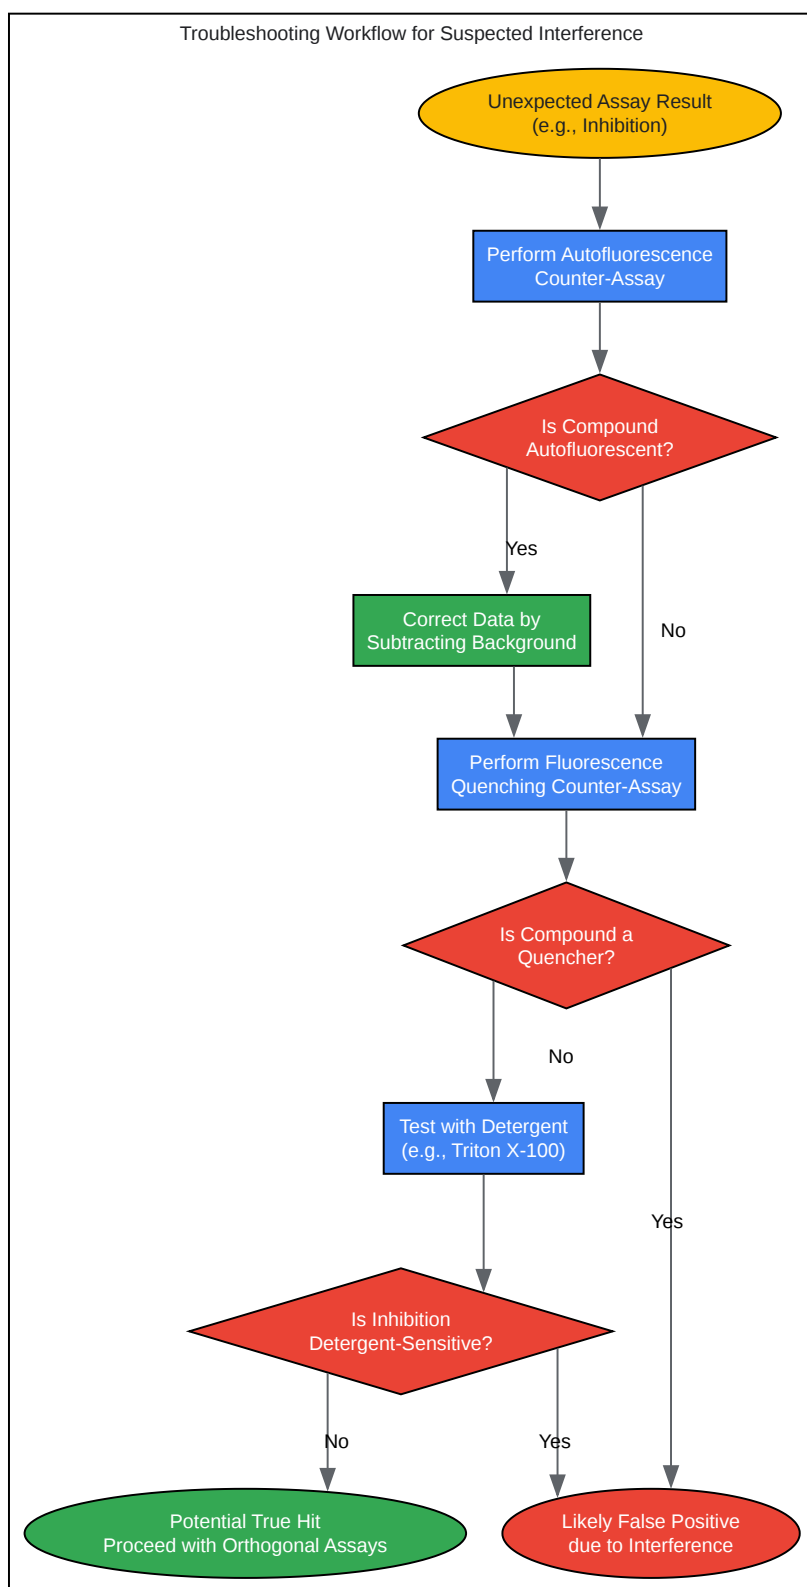 Troubleshooting Workflow for Suspected Interference
Unexpected Assay Result
(e.g., Inhibition)
Perform Autofluorescence
Counter-Assay
Is Compound
Autofluorescent?
Yes
Correct Data by
Subtracting Background
No
Perform Fluorescence
Quenching Counter-Assay
Is Compound a
Quencher?
No
Test with Detergent
(e.g., Triton X-100)
Yes
Is Inhibition
Detergent-Sensitive?
No
Yes
Potential True Hit
Proceed with Orthogonal Assays
Likely False Positive
due to Interference